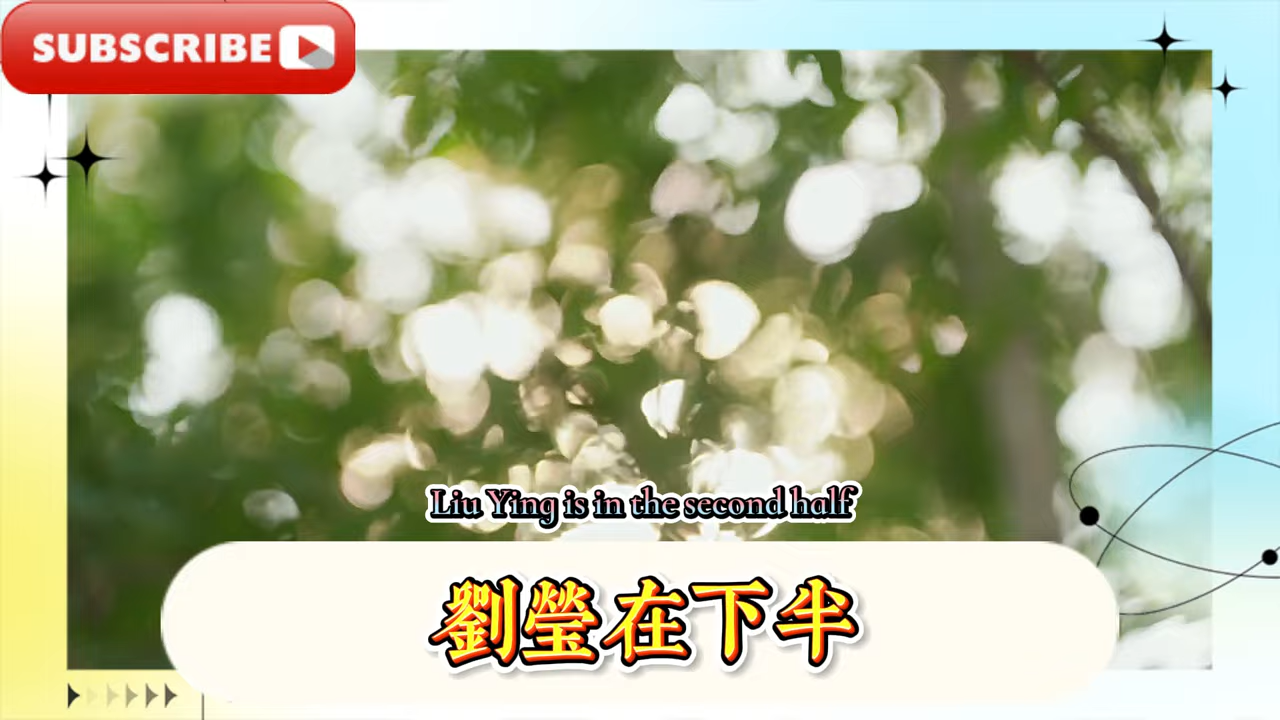 SUBSCRIBE
Liu Ying is in the second half
劉瑩在下半